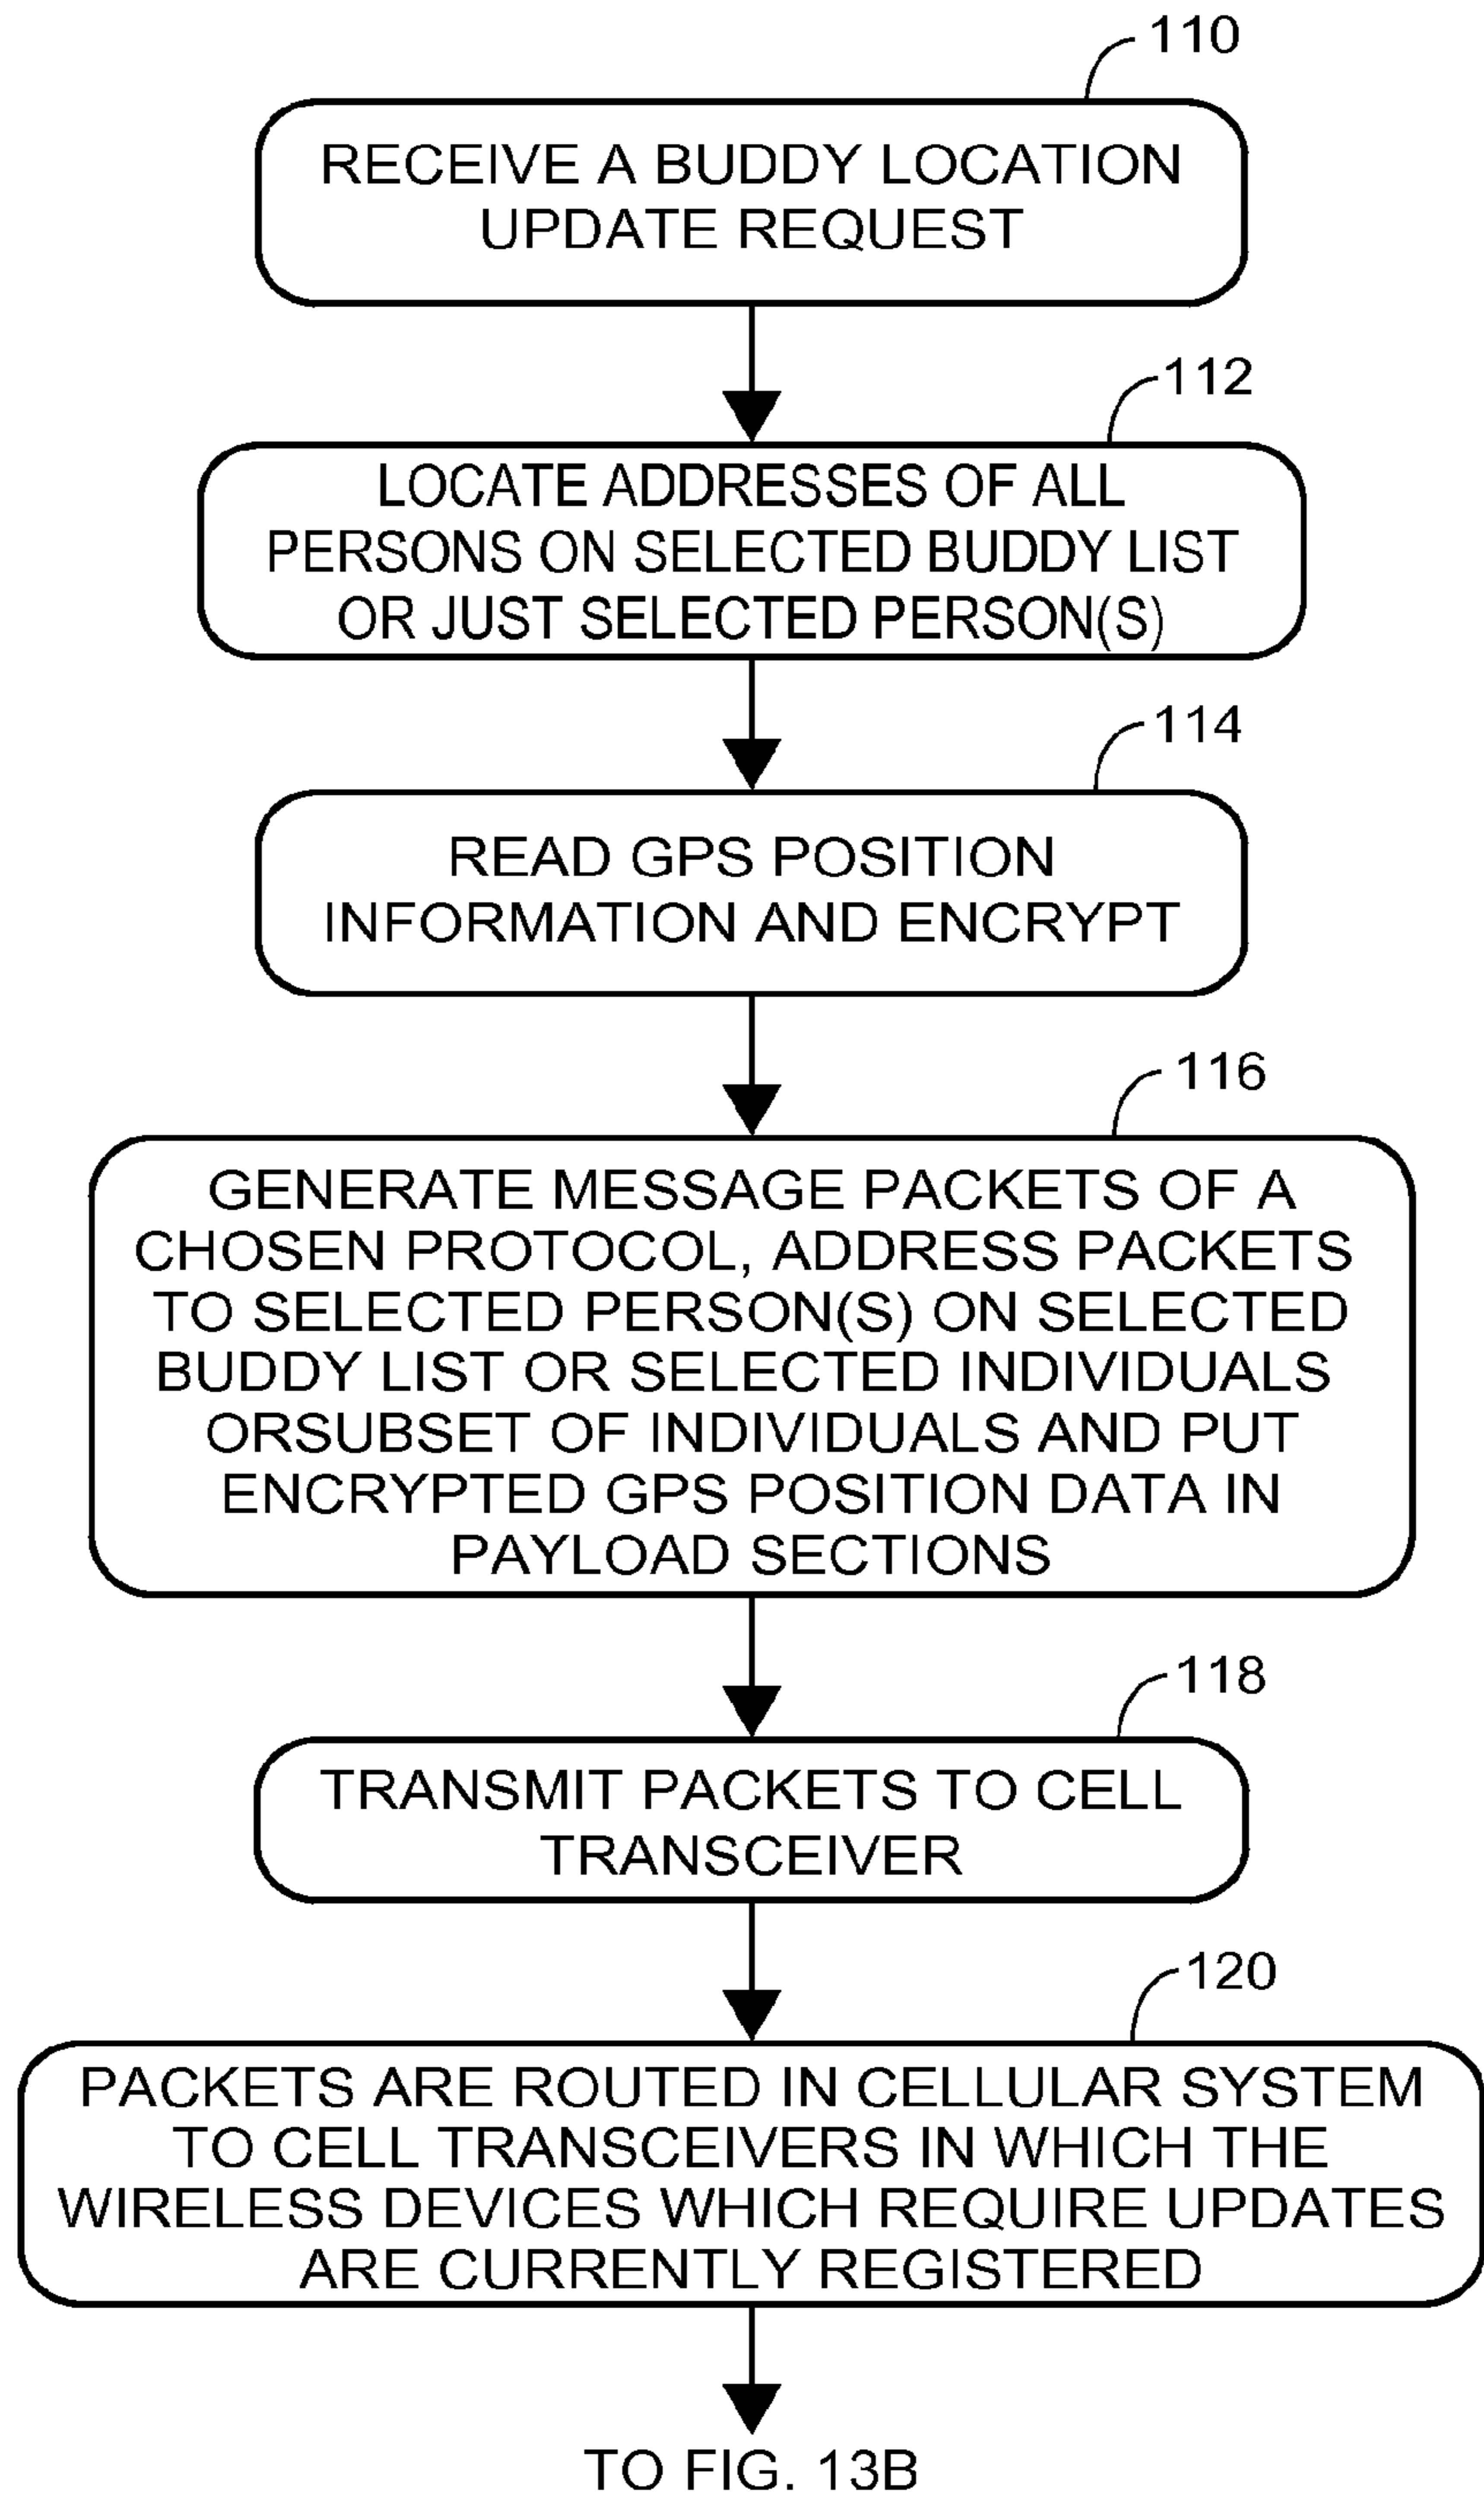 110
RECEIVE A BUDDY LOCATION
UPDATE REQUEST
112
LOCATE ADDRESSES OF ALL
PERSONS ON SELECTED BUDDY LIST
OR JUST SELECTED PERSON(S)
114
READ GPS POSITION
INFORMATION AND ENCRYPT
116
GENERATE MESSAGE PACKETS OF A
CHOSEN PROTOCOL, ADDRESS PACKETS
TO SELECTED PERSON(S) ON SELECTED
BUDDY LIST OR SELECTED INDIVIDUALS
ORSUBSET OF INDIVIDUALS AND PUT
ENCRYPTED GPS POSITION DATA IN
PAYLOAD SECTIONS
118
TRANSMIT PACKETS TO CELL
TRANSCEIVER
120
PACKETS ARE ROUTED IN CELLULAR SYSTEM
TO CELL TRANSCEIVERS IN WHICH THE
WIRELESS DEVICES WHICH REQUIRE UPDATES
ARE CURRENTLY REGISTERED
TO FIG. 13B